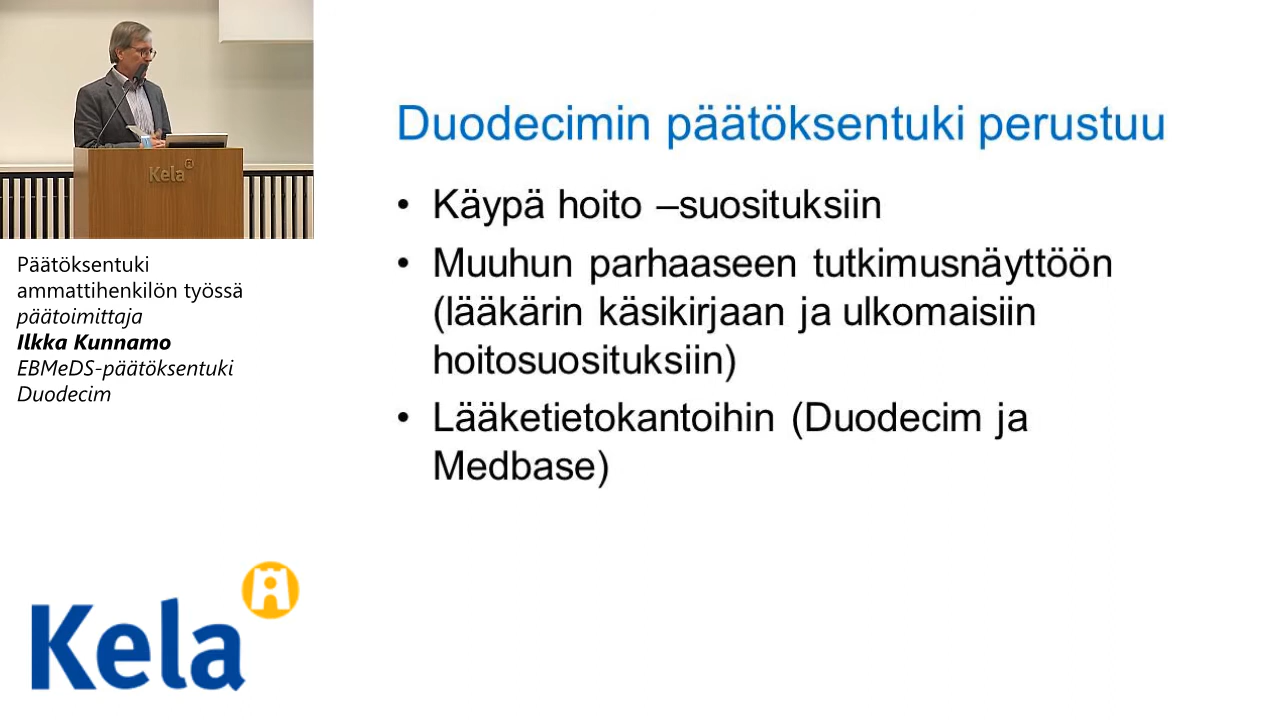 Kela
Päätöksentuki
ammattihenkilön työssä
päätoimittaja
Ilkka Kunnamo
EBMeDS-päätöksentuki
Duodecim
Kela
Duodecimin päätöksentuki perustuu
• Käypä hoito –suosituksiin
• Muuhun parhaaseen tutkimusnäyttöön
(lääkärin käsikirjaan ja ulkomaisiin
hoitosuosituksiin)
• Lääketietokantoihin (Duodecim ja
Medbase)